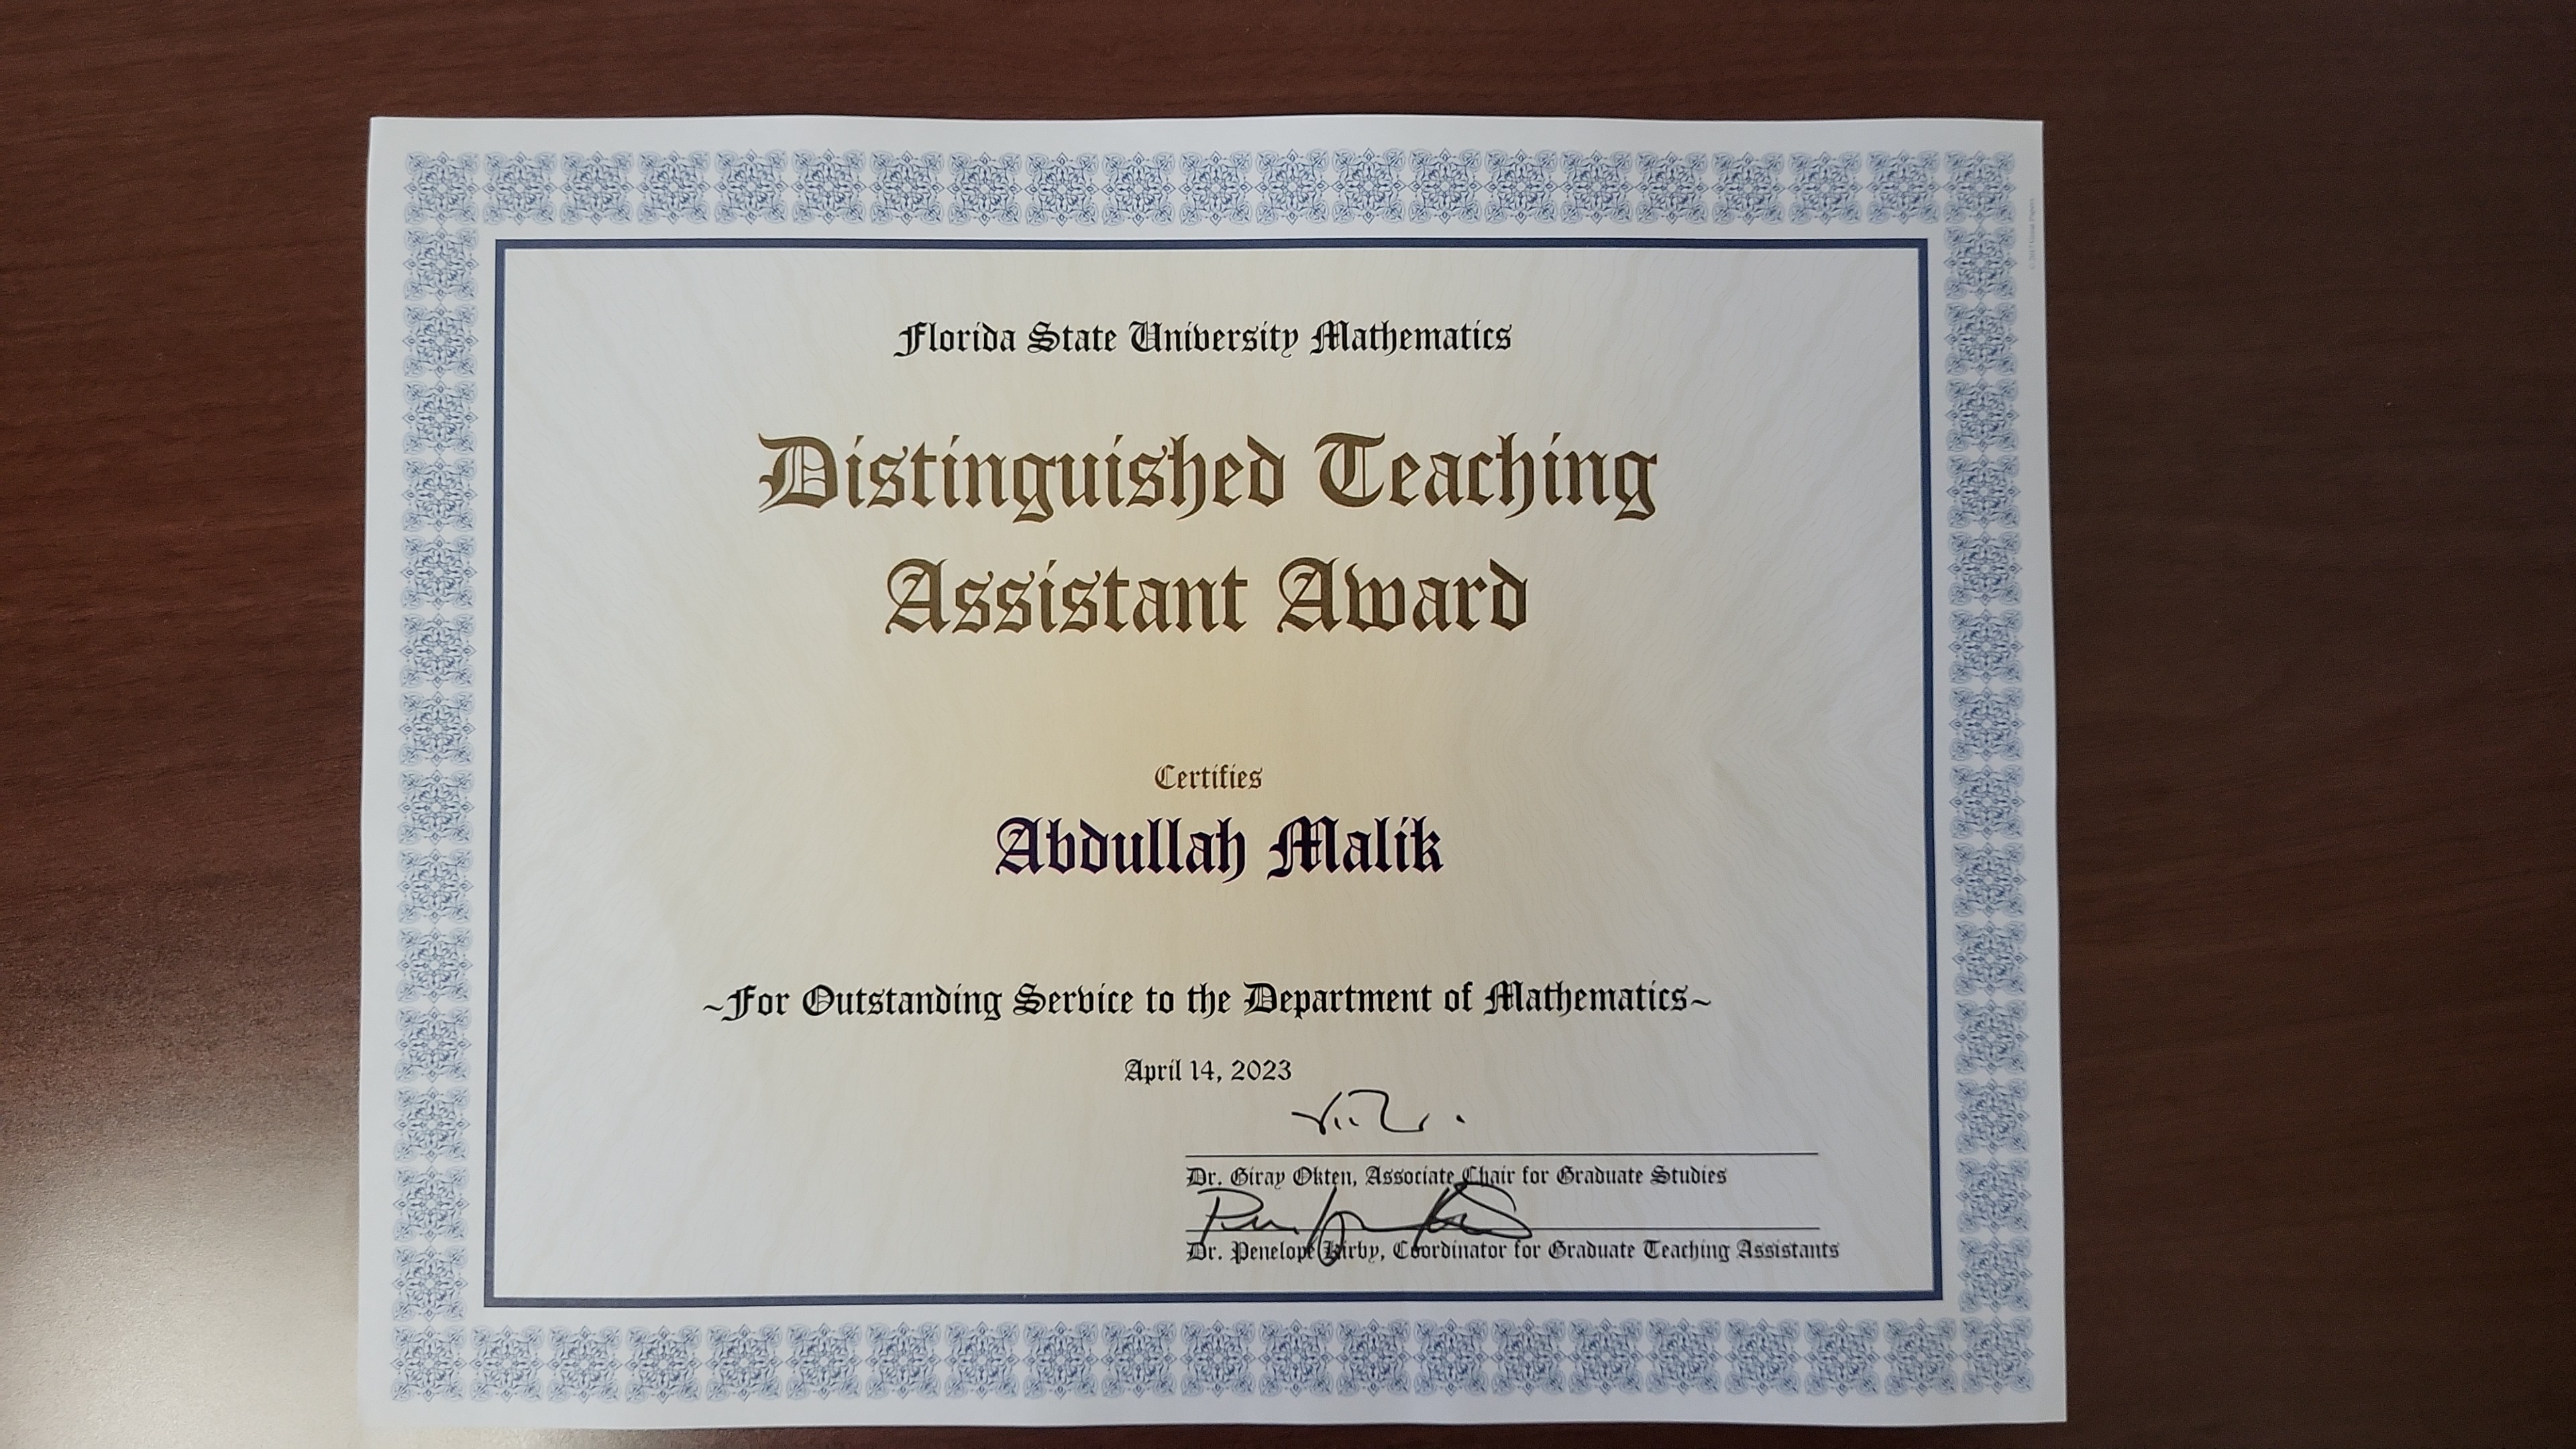 Florida State University Mathematics
Distinguished Teaching
Assistant Award
Certifies
Abdullah Malik
~For Outstanding Service to the Department of Mathematics~
April 14, 2023
Dr. Giray Okten, Associate Chair for Graduate Studies
Dr. Penelope Kirby, Coordinator for Graduate Teaching Assistants
© 2017 Great Papers